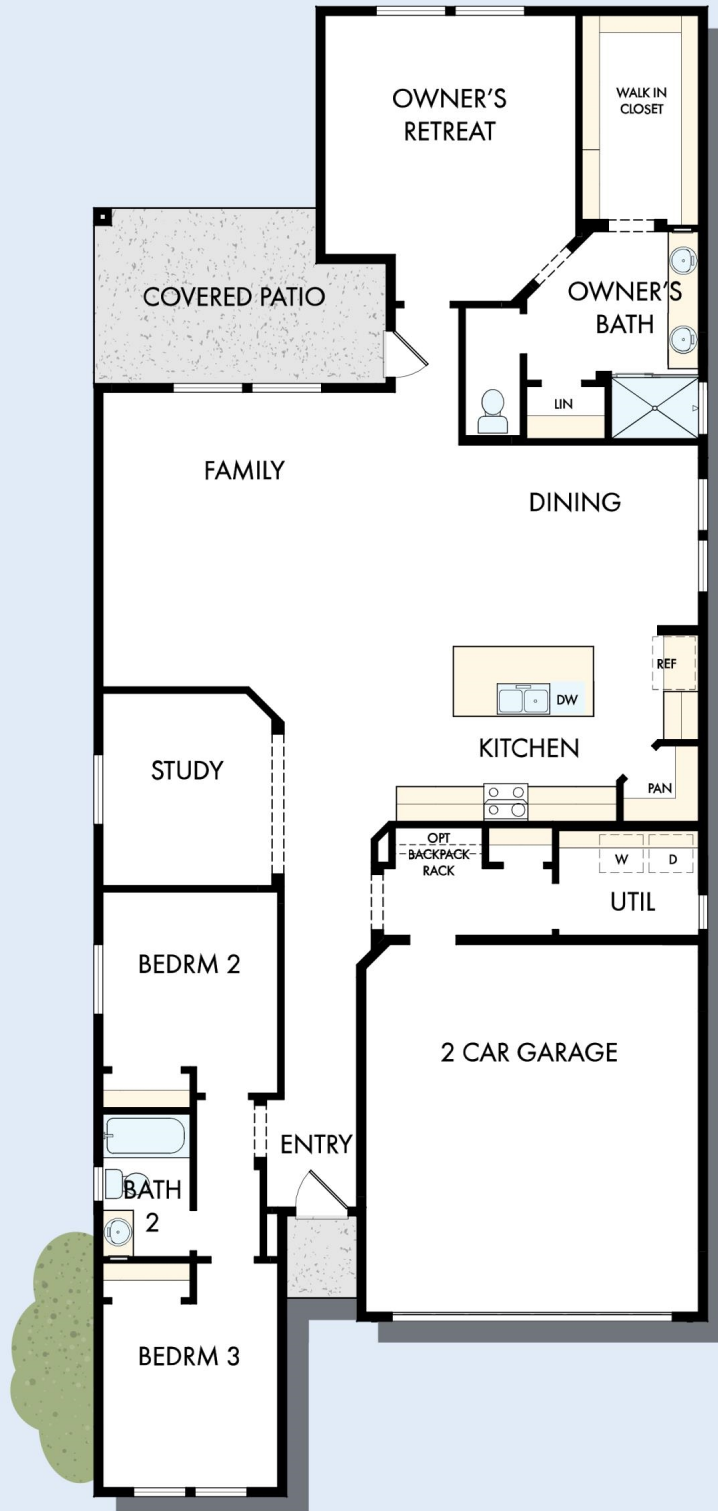 OWNER'S
RETREAT
WALK IN
CLOSET
COVERED PATIO
OWNER'S
BATH
LIN
FAMILY
DINING
REF
DW
KITCHEN
STUDY
PAN
OPT
BACKPACK
RACK
W
D
UTIL
BEDRM 2
2 CAR GARAGE
ENTRY
BATH
2
BEDRM 3